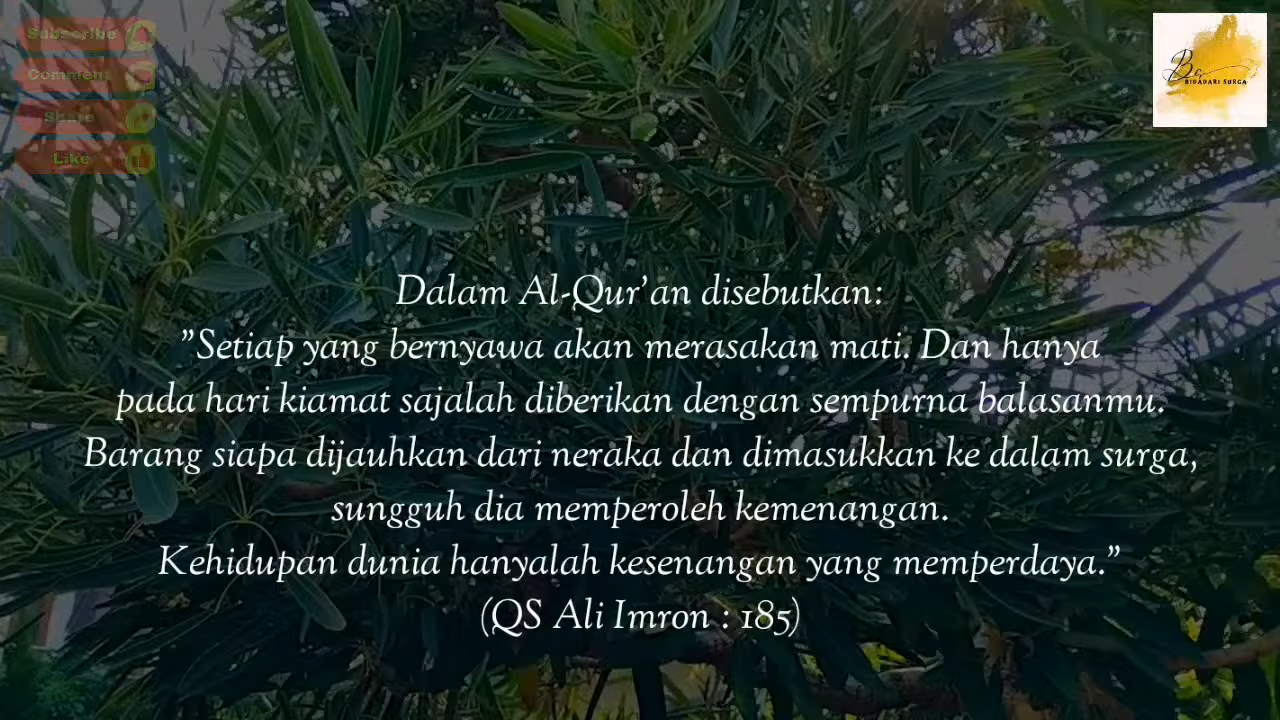 Subscribe
Comment
Share
Like
Bs
BIDADARI SURGA
Dalam Al-Qur'an disebutkan:
"Setiap yang bernyawa akan merasakan mati. Dan hanya
pada hari kiamat sajalah diberikan dengan sempurna balasanmu.
Barang siapa dijauhkan dari neraka dan dimasukkan ke dalam surga,
sungguh dia memperoleh kemenangan.
Kehidupan dunia hanyalah kesenangan yang memperdaya."
(QS Ali Imron : 185)